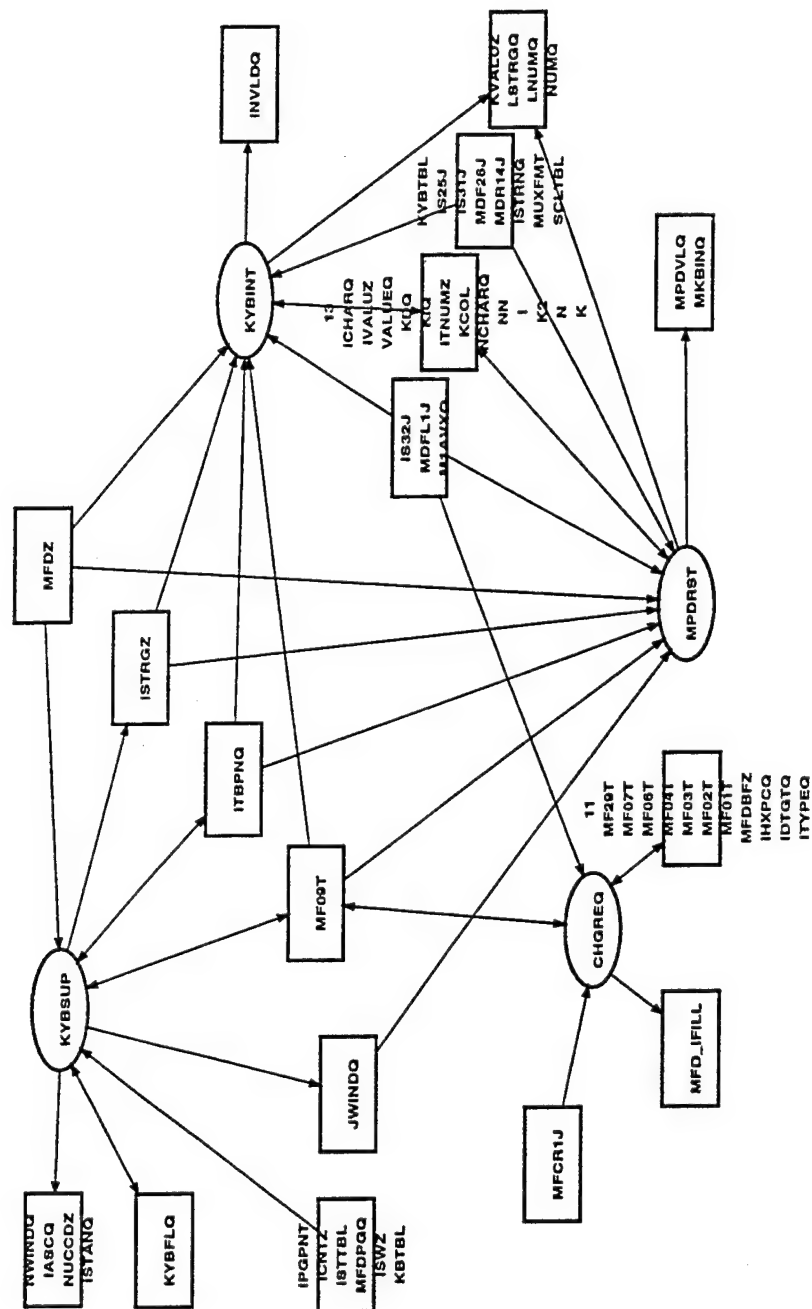 NWINDQ
IASCQ
NUCCDZ
ISTANQ
KYBFLQ
IPGPNT
ICNTZ
ISTTBL
MFDPGQ
ISWZ
KBTBL
KYBSUP
JWINDQ
MFCR1J
MFD_IFILL
CHGREQ
MF09T
ITBPNQ
ISTRGZ
MFDZ
11
MF29T
MF07T
MF06T
MF04T
MF03T
MF02T
MF01T
MFDBFZ
IHXPCQ
IDTGTQ
ITYPEQ
MPDRST
IS32J
MDFL1J
M1AVXQ
KYBINT
13
ICHARQ
IVALUZ
VALUEQ
KDQ
KIQ
ITNUMZ
KCOL
NCHARQ
NN
I
K2
N
K
KYBTBL
IS25J
IS31J
MDF26J
MDR14J
ISTRNQ
MUXFMT
SCLTBL
INVLDQ
KVALUZ
LSTRGQ
LNUMQ
NUMQ
MPDVLQ
MKBINQ